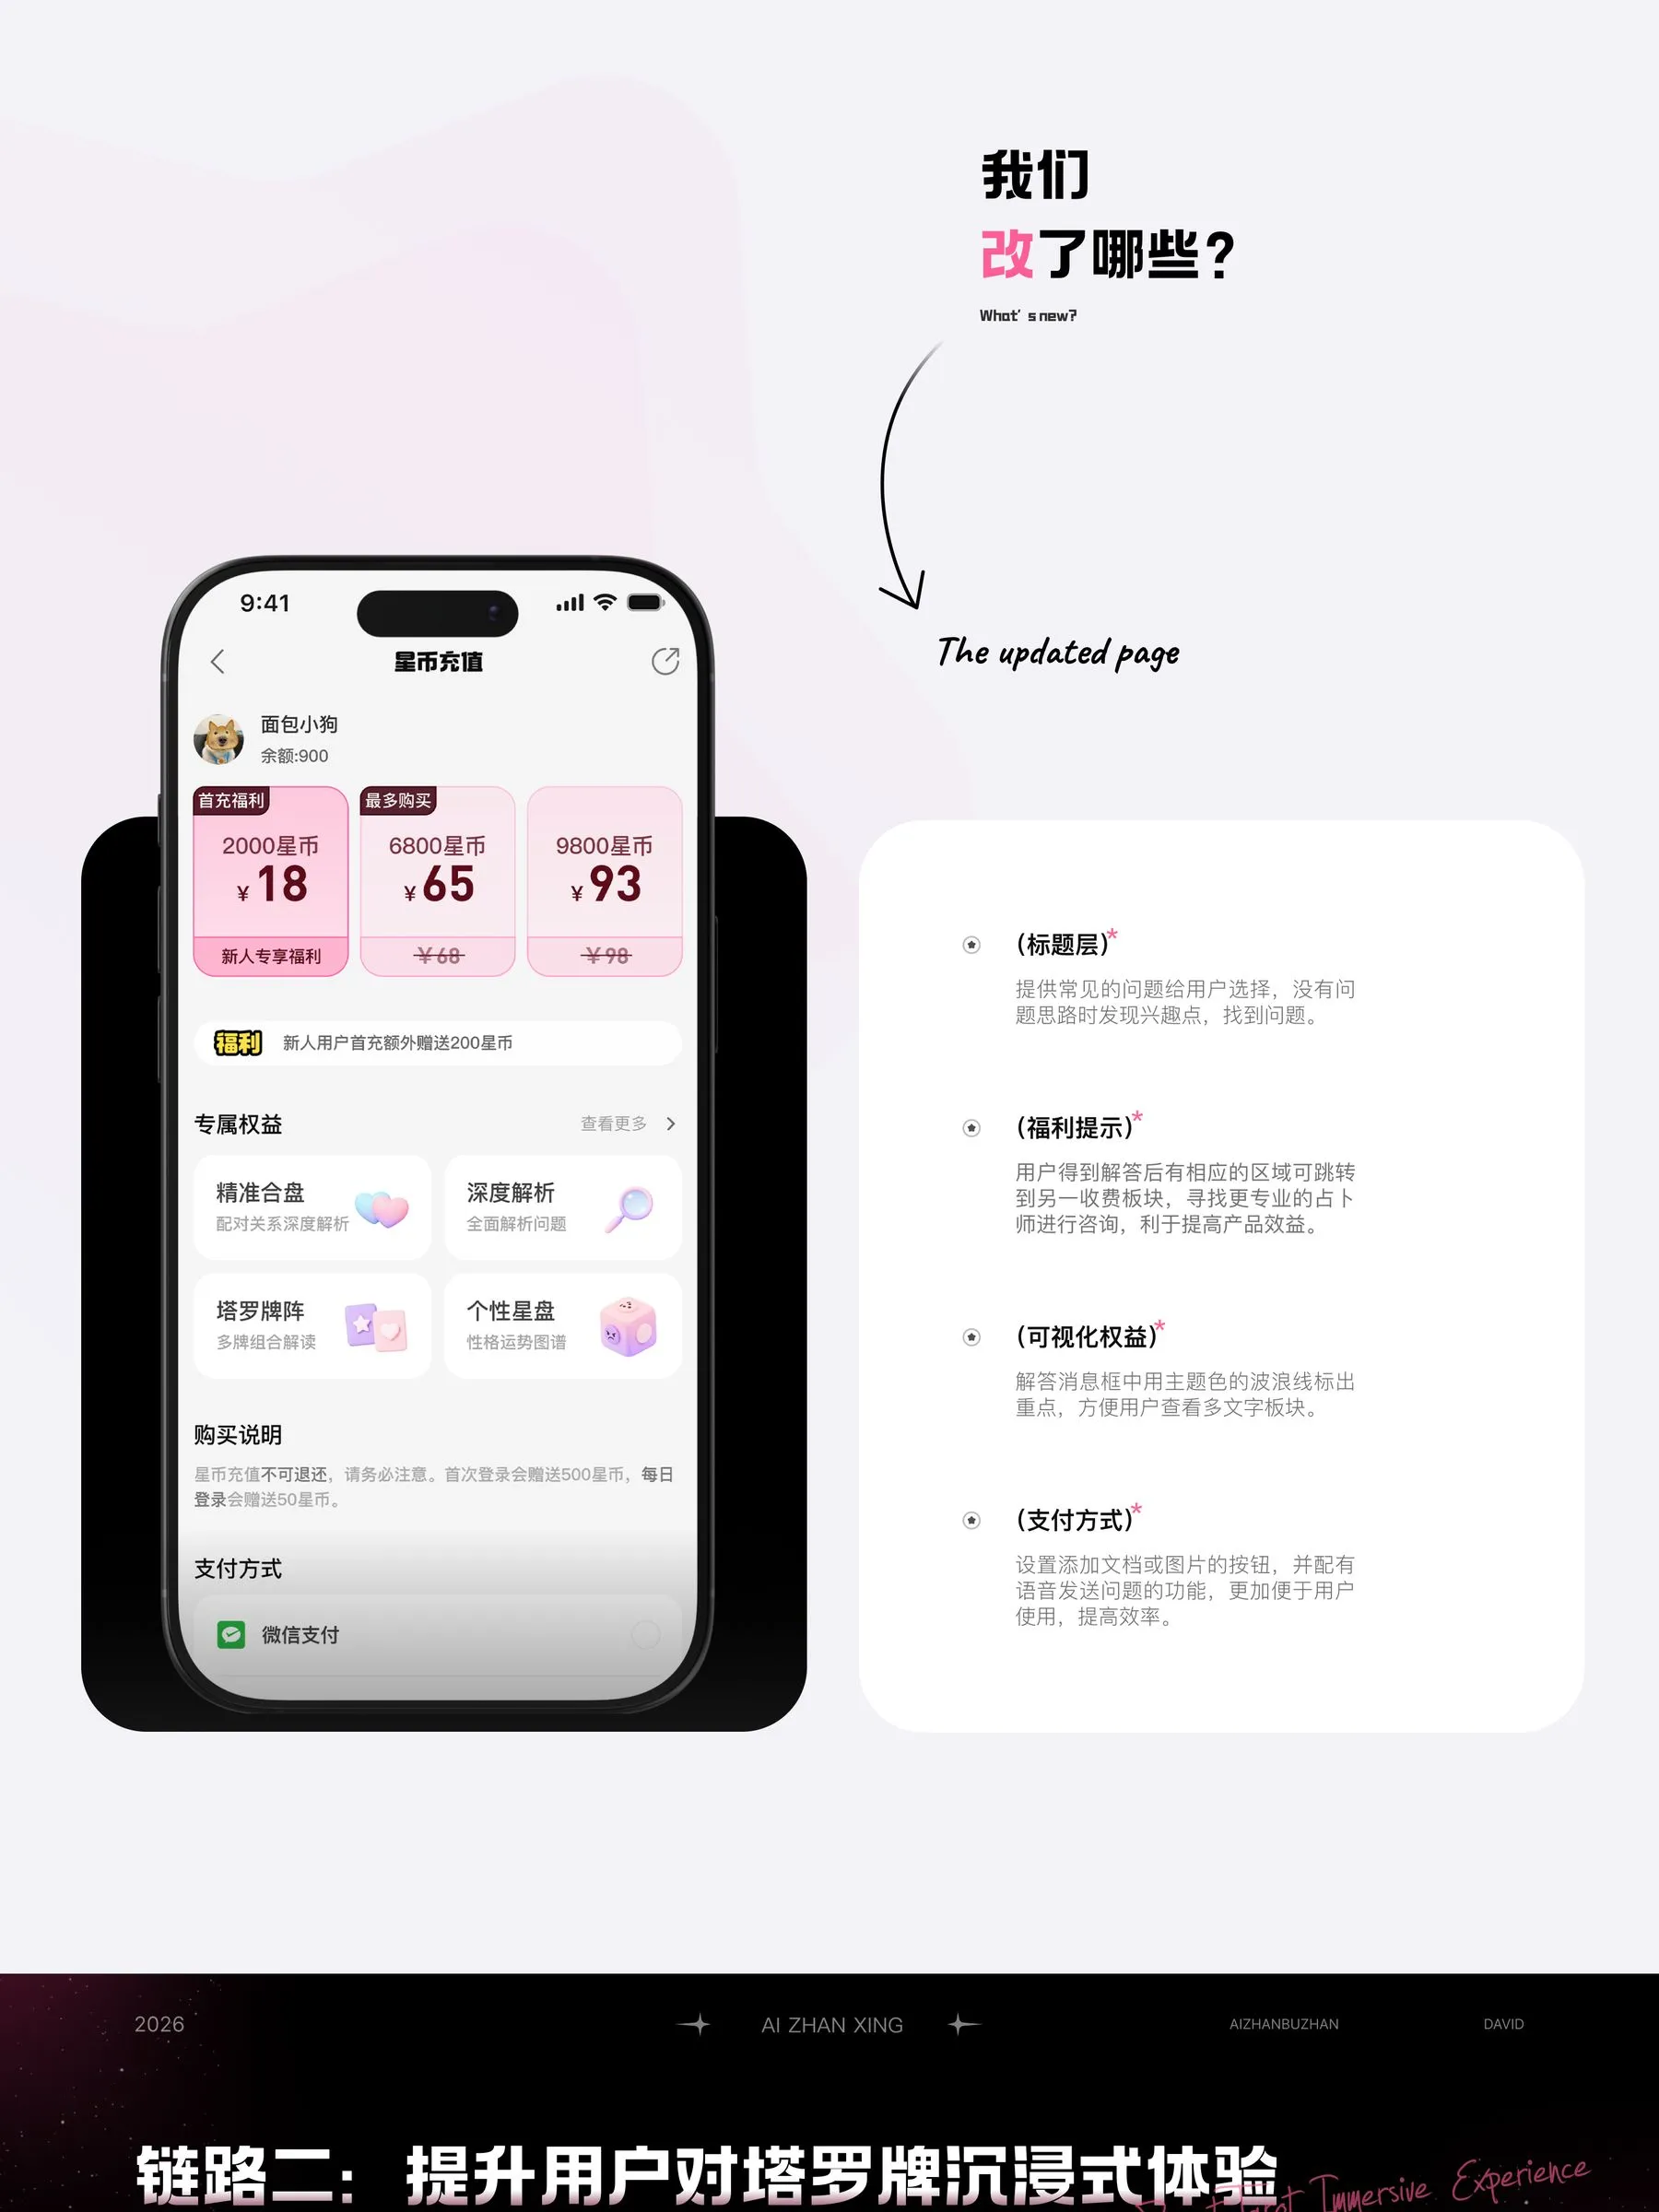 我们
改了哪些?
What's new?
The updated page
9:41
星币充值
面包小狗
余额:900
首充福利
2000星币
¥18
新人专享福利
最多购买
6800星币
¥65
¥68
9800星币
¥93
¥98
福利 新人用户首充额外赠送200星币
专属权益 查看更多
精准合盘
配对关系深度解析
深度解析
全面解析问题
塔罗牌阵
多牌组合解读
个性星盘
性格运势图谱
购买说明
星币充值不可退还，请务必注意。首次登录会赠送500星币，每日
登录会赠送50星币。
支付方式
微信支付
(标题层)*
提供常见的问题给用户选择，没有问
题思路时发现兴趣点，找到问题。
(福利提示)*
用户得到解答后有相应的区域可跳转
到另一收费板块，寻找更专业的占卜
师进行咨询，利于提高产品效益。
(可视化权益)*
解答消息框中用主题色的波浪线标出
重点，方便用户查看多文字板块。
(支付方式)*
设置添加文档或图片的按钮，并配有
语音发送问题的功能，更加便于用户
使用，提高效率。
2026 AI ZHAN XING AIZHANBUZHAN DAVID
链路二：提升用户对塔罗牌沉浸式体验
Tarot Immersive Experience